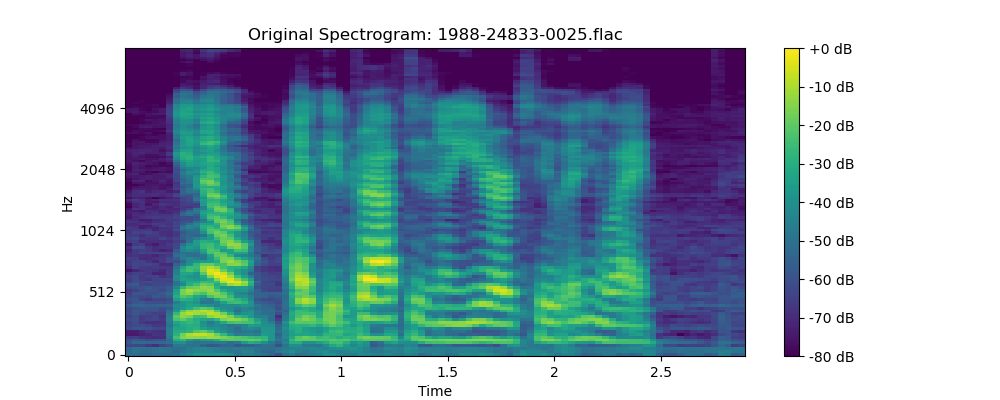 Original Spectrogram: 1988-24833-0025.flac
+0 dB
-10 dB
-20 dB
-30 dB
-40 dB
-50 dB
-60 dB
-70 dB
-80 dB
Hz
4096
2048
1024
512
0
0
0.5
1
1.5
2
2.5
Time